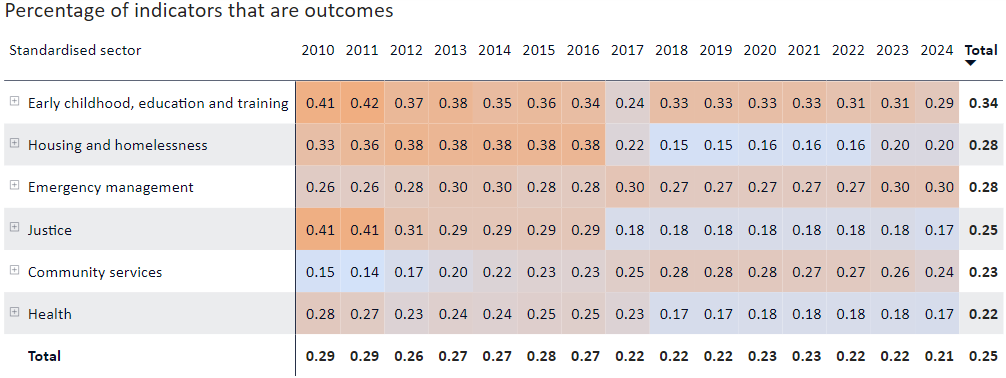 Percentage of indicators that are outcomes
Standardised sector 2010 2011 2012 2013 2014 2015 2016 2017 2018 2019 2020 2021 2022 2023 2024 Total
Early childhood, education and training 0.41 0.42 0.37 0.38 0.35 0.36 0.34 0.24 0.33 0.33 0.33 0.33 0.31 0.31 0.29 0.34
Housing and homelessness 0.33 0.36 0.38 0.38 0.38 0.38 0.38 0.22 0.15 0.15 0.16 0.16 0.16 0.20 0.20 0.28
Emergency management 0.26 0.26 0.28 0.30 0.30 0.28 0.28 0.30 0.27 0.27 0.27 0.27 0.27 0.30 0.30 0.28
Justice 0.41 0.41 0.31 0.29 0.29 0.29 0.29 0.18 0.18 0.18 0.18 0.18 0.18 0.18 0.17 0.25
Community services 0.15 0.14 0.17 0.20 0.22 0.23 0.23 0.25 0.28 0.28 0.28 0.27 0.27 0.26 0.24 0.23
Health 0.28 0.27 0.23 0.24 0.24 0.25 0.25 0.23 0.17 0.17 0.18 0.18 0.18 0.18 0.17 0.22
Total 0.29 0.29 0.26 0.27 0.27 0.28 0.27 0.22 0.22 0.22 0.23 0.23 0.22 0.22 0.21 0.25